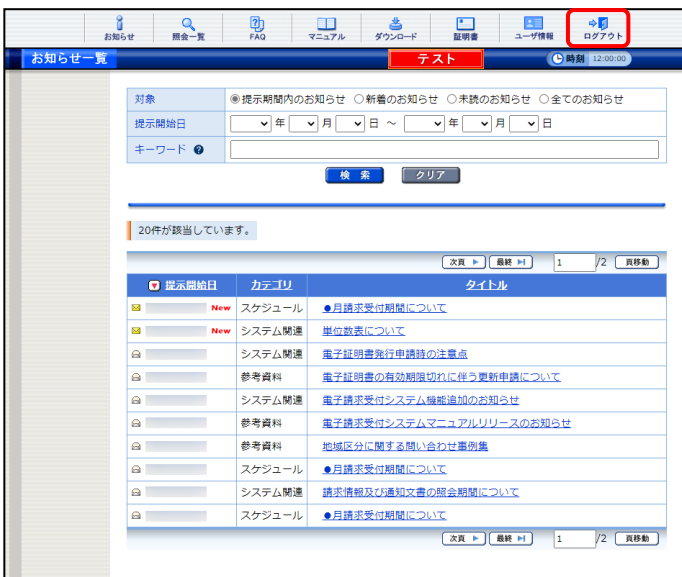 お知らせ 照会一覧 FAQ マニュアル ダウンロード 証明書 ユーザ情報 ログアウト
お知らせ一覧 テスト 時刻 12:00:00
対象 提示期間内のお知らせ 新着のお知らせ 未読のお知らせ 全てのお知らせ
提示開始日 年 月 日 ～ 年 月 日
キーワード ?
検 索 クリア
20件が該当しています。
次頁 最終 1 /2 頁移動
提示開始日 カテゴリ タイトル
New スケジュール ●月請求受付期間について
New システム関連 単位数表について
システム関連 電子証明書発行申請時の注意点
参考資料 電子証明書の有効期限切れに伴う更新申請について
システム関連 電子請求受付システム機能追加のお知らせ
参考資料 電子請求受付システムマニュアルリリースのお知らせ
参考資料 地域区分に関する問い合わせ事例集
スケジュール ●月請求受付期間について
システム関連 請求情報及び通知文書の照会期間について
スケジュール ●月請求受付期間について
次頁 最終 1 /2 頁移動